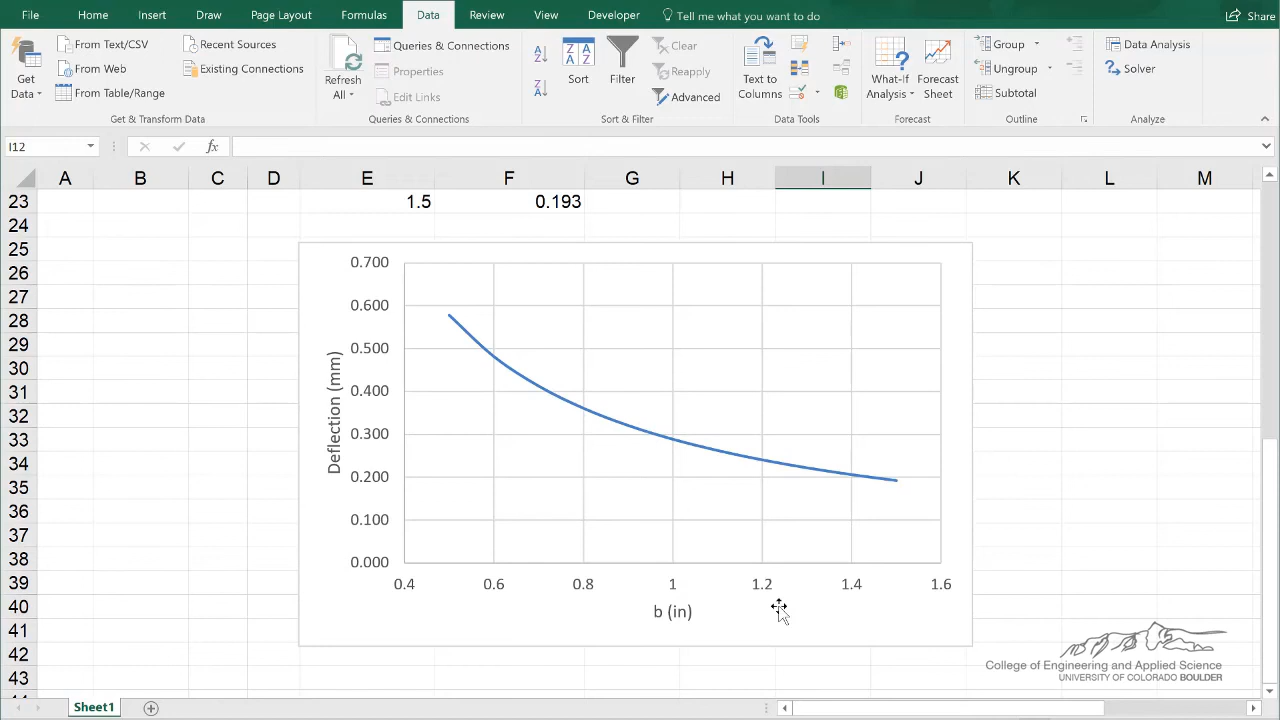 File Home Insert Draw Page Layout Formulas Data Review View Developer Tell me what you want to do Share
From Text/CSV Recent Sources Queries & Connections Clear Group Data Analysis
From Web Existing Connections Properties Reapply Ungroup Solver
From Table/Range Edit Links Advanced Subtotal
Get Data Refresh All Sort Filter Text to Columns What-If Analysis Forecast Sheet
Get & Transform Data Queries & Connections Sort & Filter Data Tools Forecast Outline Analyze
I12 fx
A B C D E F G H I J K L M
23 1.5 0.193
24
25
26
27
28
29
30
31
32
33
34
35
36
37
38
39
40
41
42
43
0.700
0.600
0.500
0.400
0.300
0.200
0.100
0.000
Deflection (mm)
0.4 0.6 0.8 1 1.2 1.4 1.6
b (in)
College of Engineering and Applied Science
UNIVERSITY OF COLORADO BOULDER
Sheet1